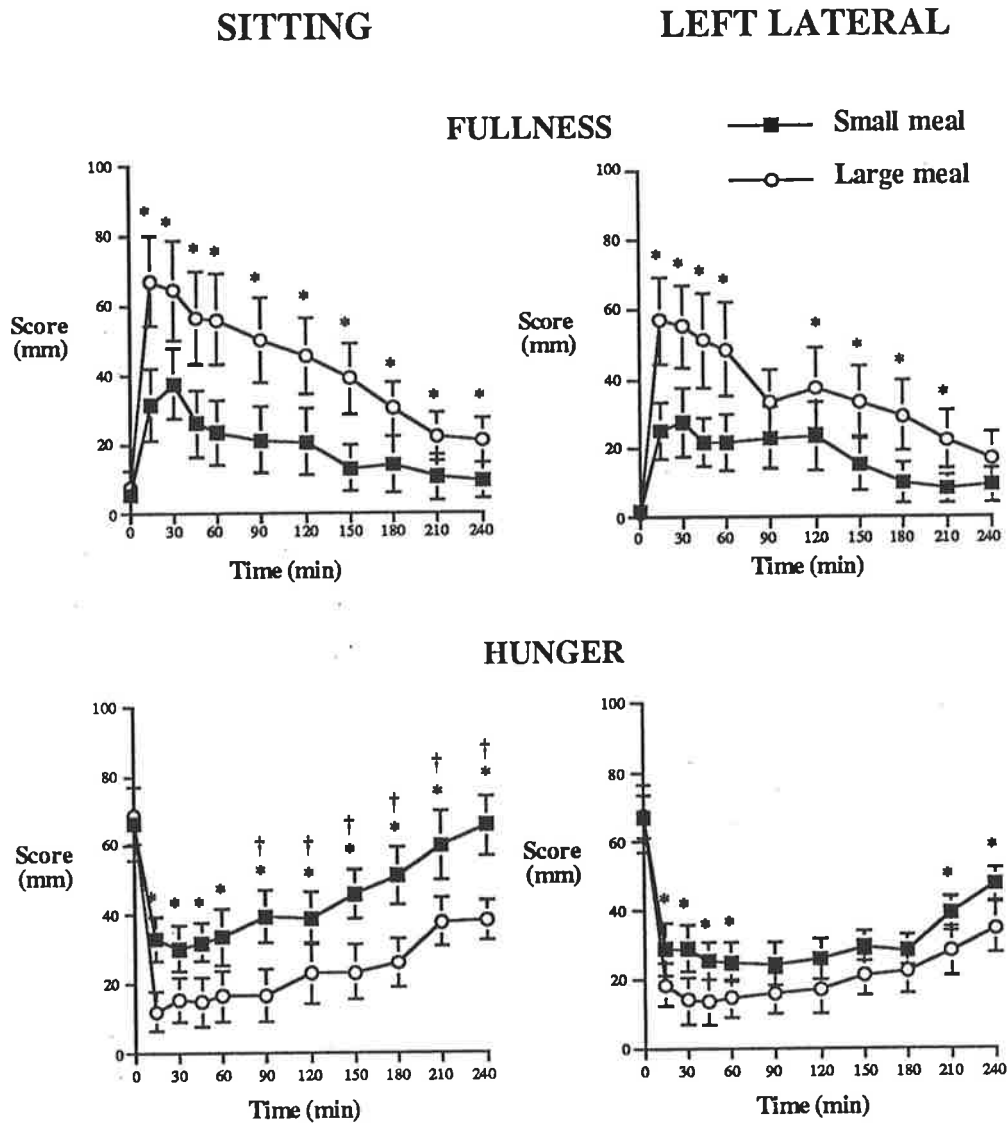 SITTING
LEFT LATERAL
FULLNESS
Small meal
Large meal
100
80
60
40
20
0
Score
(mm)
* * * * * * * * * *
0 30 60 90 120 150 180 210 240
Time (min)
100
80
60
40
20
0
Score
(mm)
* * * * * * * *
0 30 60 90 120 150 180 210 240
Time (min)
HUNGER
100
80
60
40
20
0
Score
(mm)
† † † † † †
* * * * * * * * * *
0 30 60 90 120 150 180 210 240
Time (min)
100
80
60
40
20
0
Score
(mm)
* * * * * *
0 30 60 90 120 150 180 210 240
Time (min)